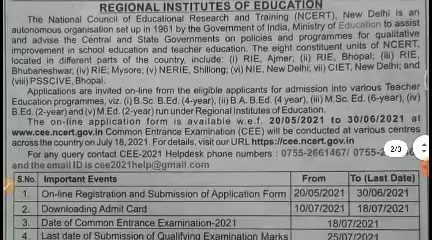 REGIONAL INSTITUTES OF EDUCATION
The National Council of Educational Research and Training (NCERT), New Delhi is an
autonomous organisation set up in 1961 by the Government of India, Ministry of Education to assist
and advise the Central and State Governments on policies and programmes for qualitative
improvement in school education and teacher education. The eight constituent units of NCERT,
located in different parts of the country, include: (i) RIE, Ajmer; (ii) RIE, Bhopal; (iii) RIE,
Bhubaneshwar; (iv) RIE; Mysore; (v) NERIE, Shillong; (vi) NIE, New Delhi; vii) CIET, New Delhi; and
(viii) PSSCIVE, Bhopal.
Applications are invited on-line from the eligible applicants for admission into various Teacher
Education programmes, viz. (i) B.Sc B.Ed. (4-year), (ii) B.A.B.Ed. (4 year), (iii) M.Sc Ed. (6-year), (iv)
B.Ed. (2-year) and (v) M.Ed. (2-year) run under Regional Institutes of Education.
The on-line application form is available w.e.f. 20/05/2021 to 30/06/2021 at
www.cee.ncert.gov.in Common Entrance Examination (CEE) will be conducted at various centres
across the country on July 18, 2021. For details, visit our URL https://cee.ncert.gov.in
For any query contact CEE-2021 Helpdesk phone numbers : 0755-2661467/ 0755-2
and the email ID is cee2021help@gmail.com
2/3
S.No. Important Events From To (Last Date)
1. On-line Registration and Submission of Application Form 20/05/2021 30/06/2021
2. Downloading Admit Card 10/07/2021 18/07/2021
3. Date of Common Entrance Examination-2021 18/07/2021
4. Last date of Submission of Qualifying Examination Marks 25/07/2021